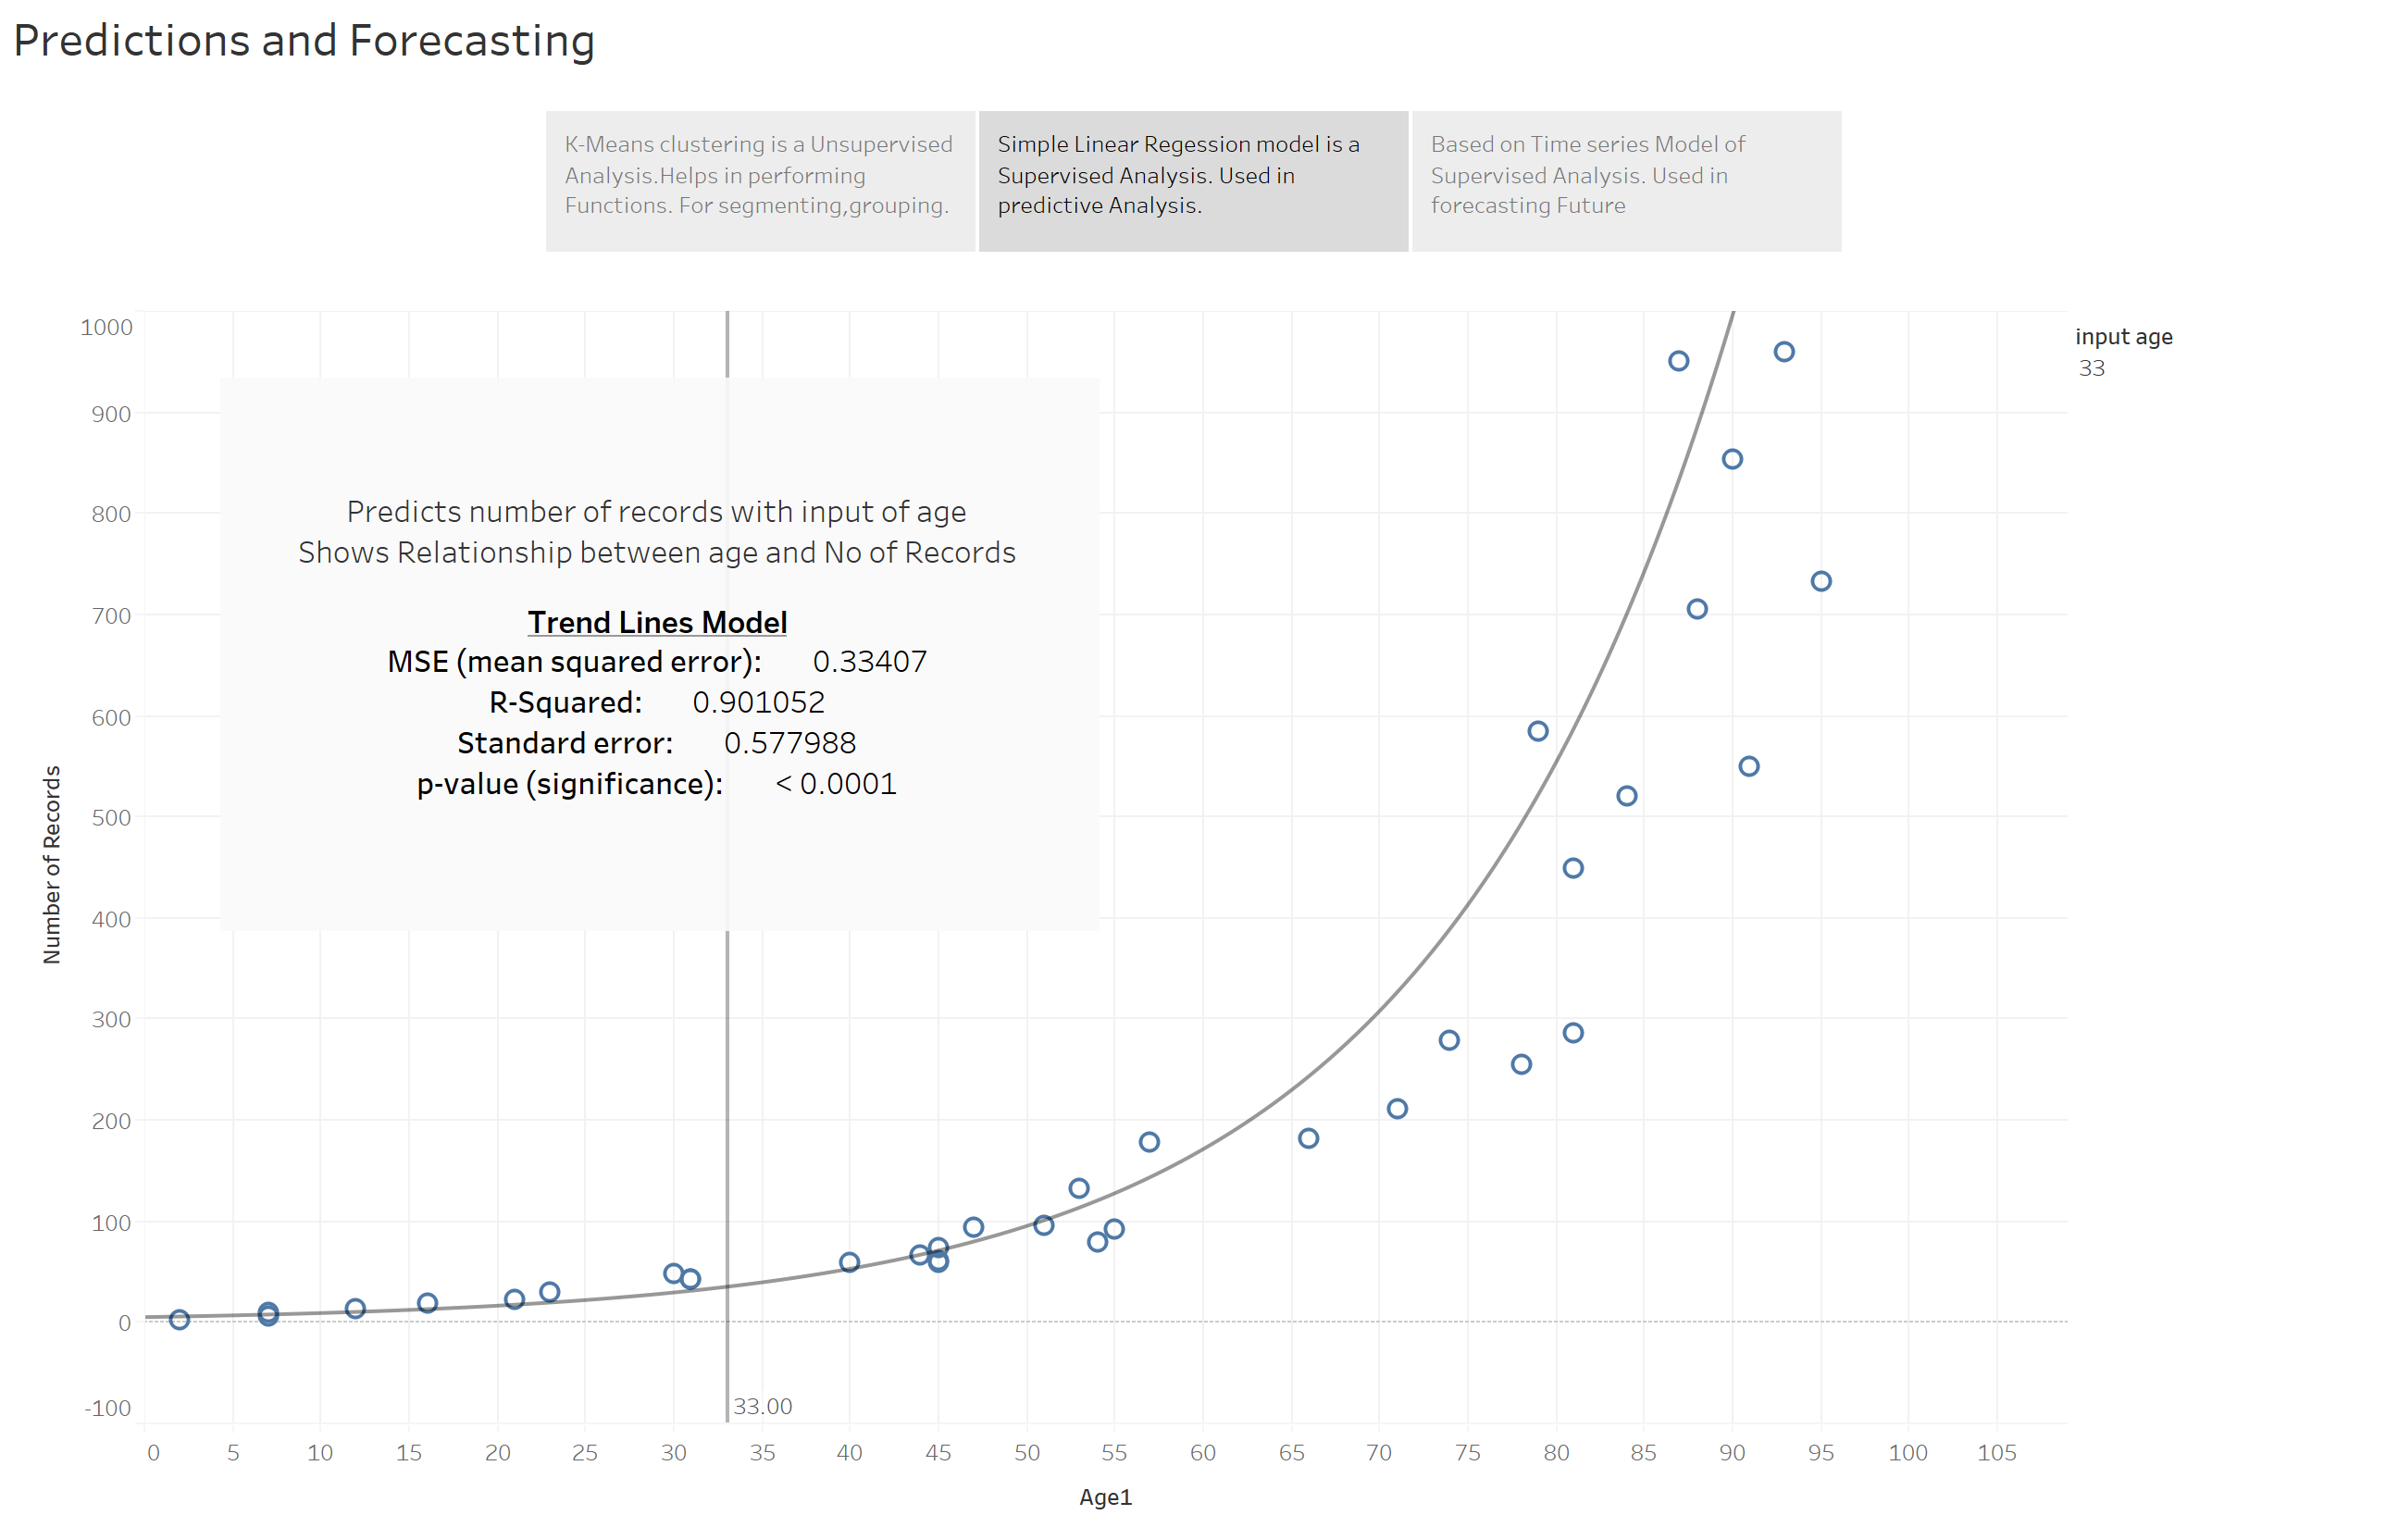 Predictions and Forecasting
K-Means clustering is a Unsupervised
Analysis.Helps in performing
Functions. For segmenting,grouping.
Simple Linear Regession model is a
Supervised Analysis. Used in
predictive Analysis.
Based on Time series Model of
Supervised Analysis. Used in
forecasting Future
input age
33
Predicts number of records with input of age
Shows Relationship between age and No of Records
Trend Lines Model
MSE (mean squared error): 0.33407
R-Squared: 0.901052
Standard error: 0.577988
p-value (significance): < 0.0001
Number of Records
1000
900
800
700
600
500
400
300
200
100
0
-100
33.00
0 5 10 15 20 25 30 35 40 45 50 55 60 65 70 75 80 85 90 95 100 105
Age1